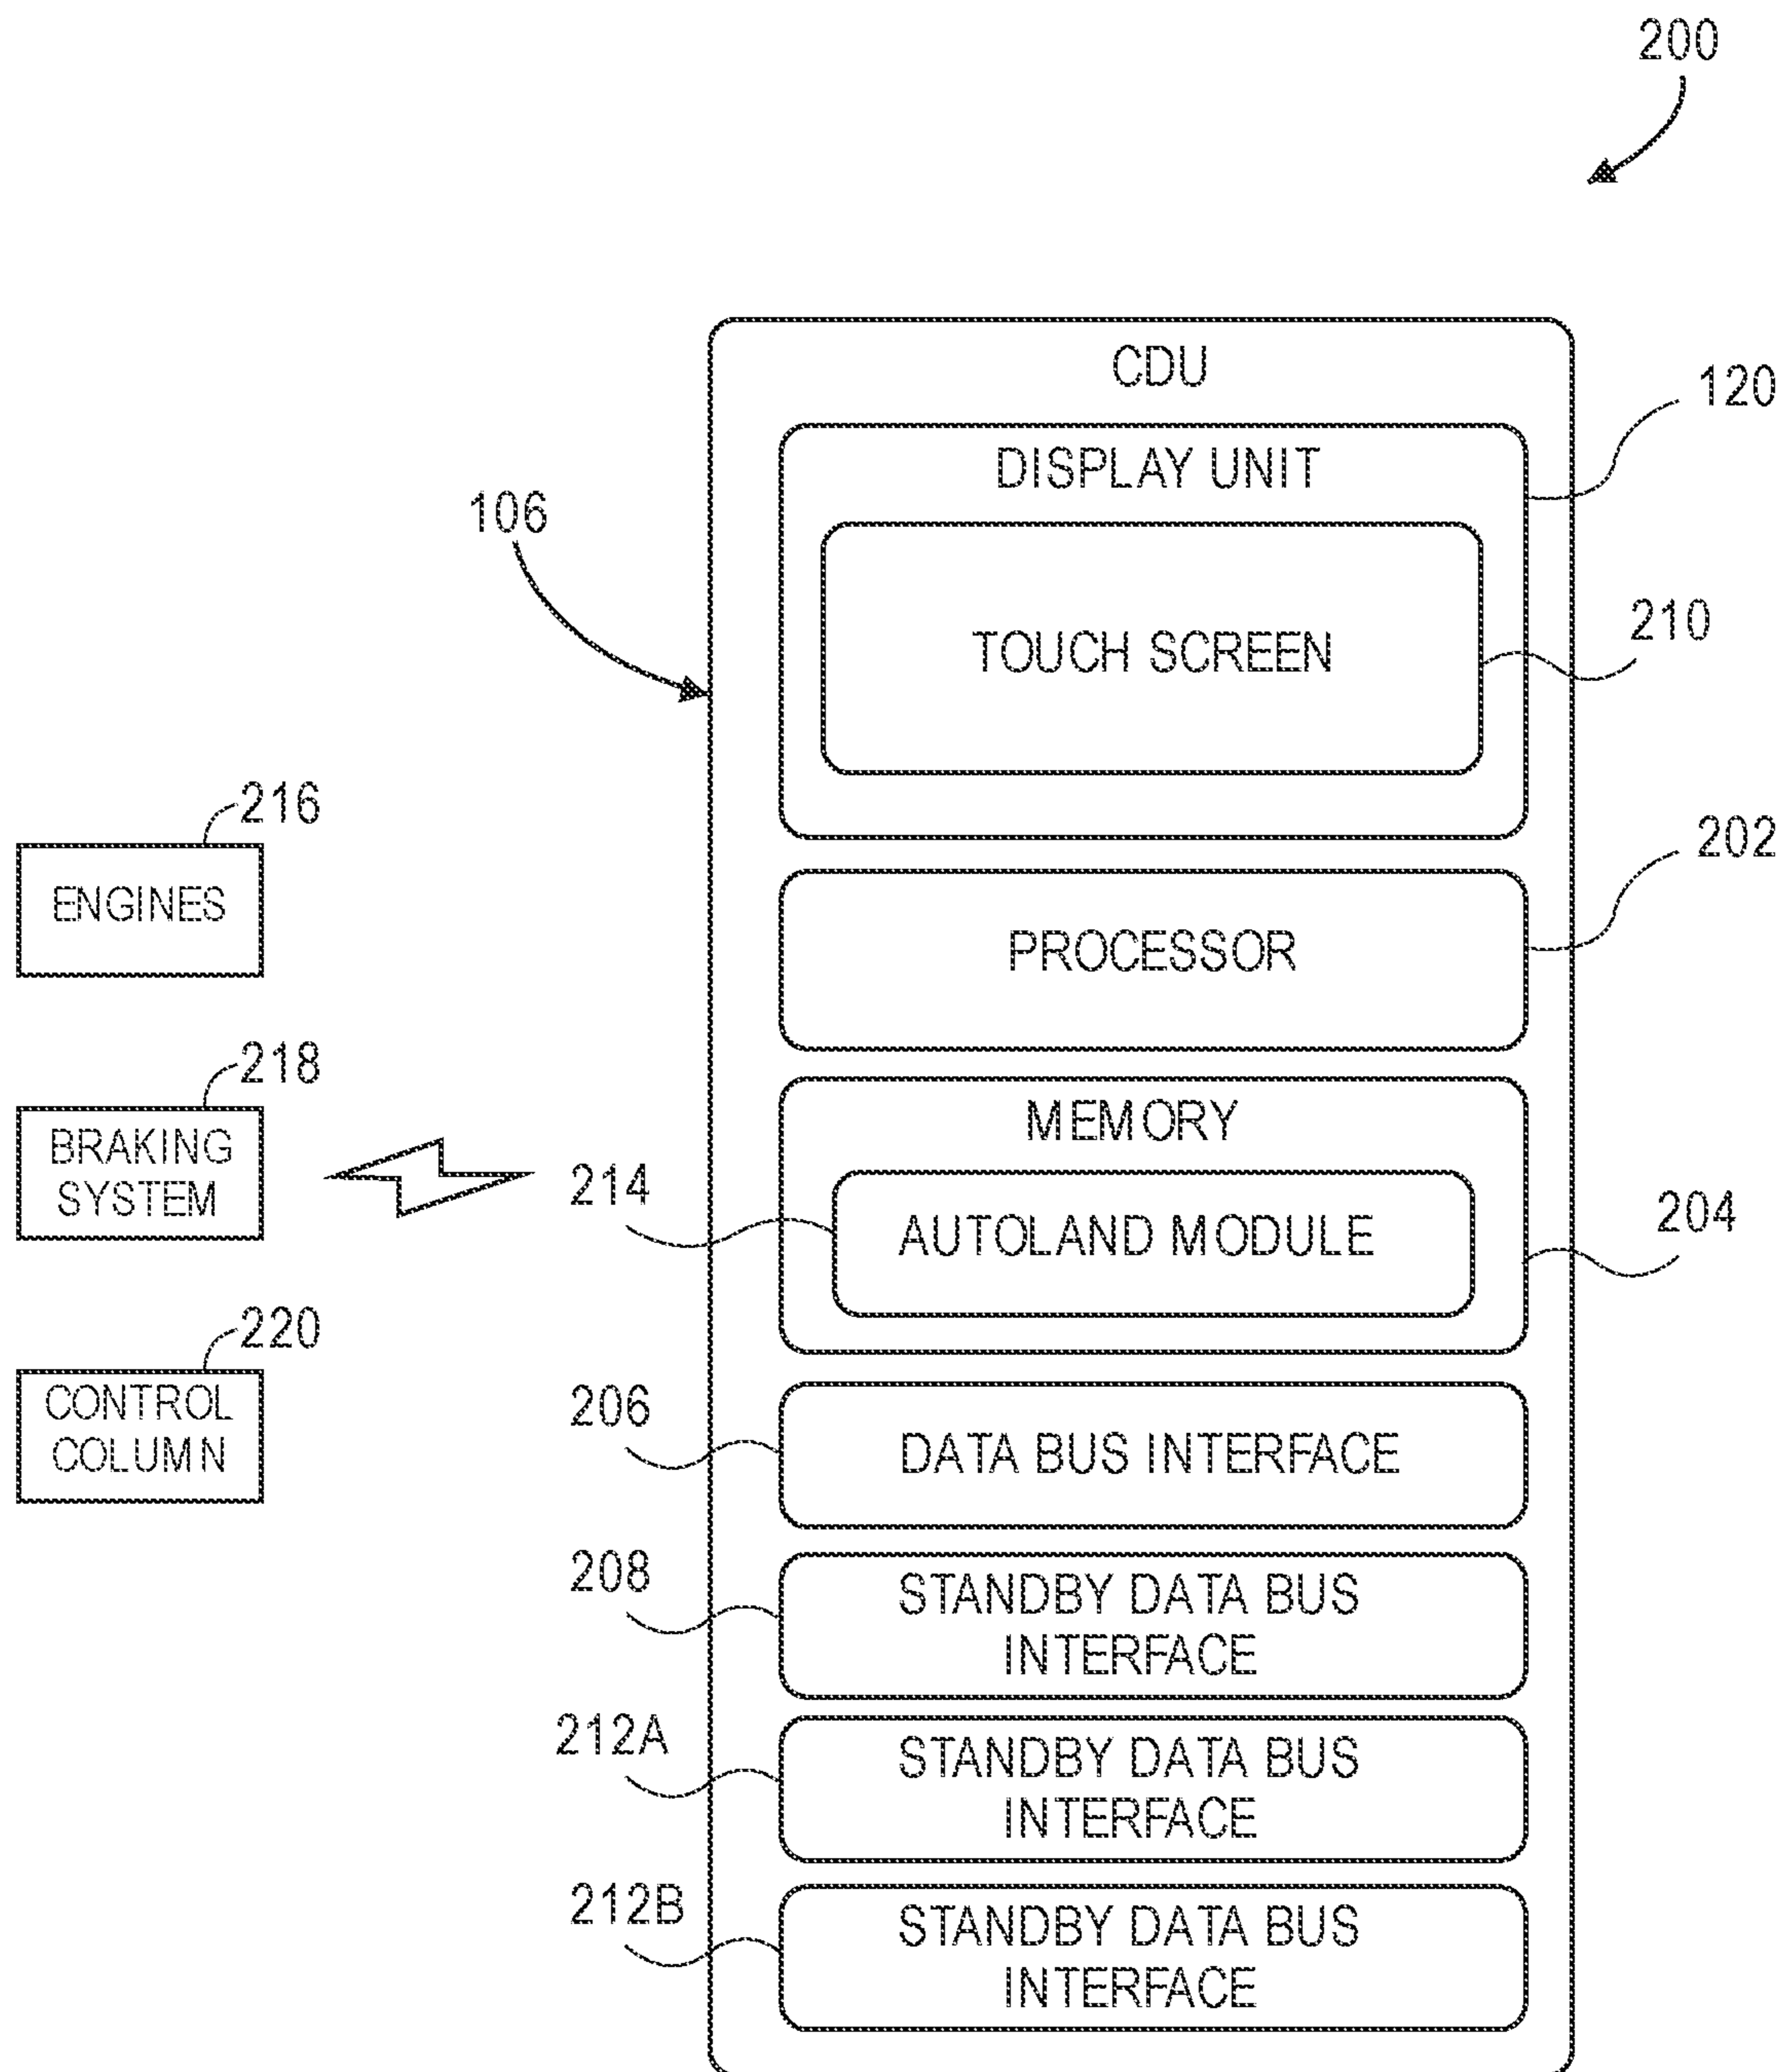 200
CDU
120
DISPLAY UNIT
106
210
TOUCH SCREEN
216
202
ENGINES
PROCESSOR
218
MEMORY
BRAKING
SYSTEM
214
204
AUTOLAND MODULE
220
CONTROL
COLUMN
206
DATA BUS INTERFACE
208
STANDBY DATA BUS
INTERFACE
212A
STANDBY DATA BUS
INTERFACE
212B
STANDBY DATA BUS
INTERFACE